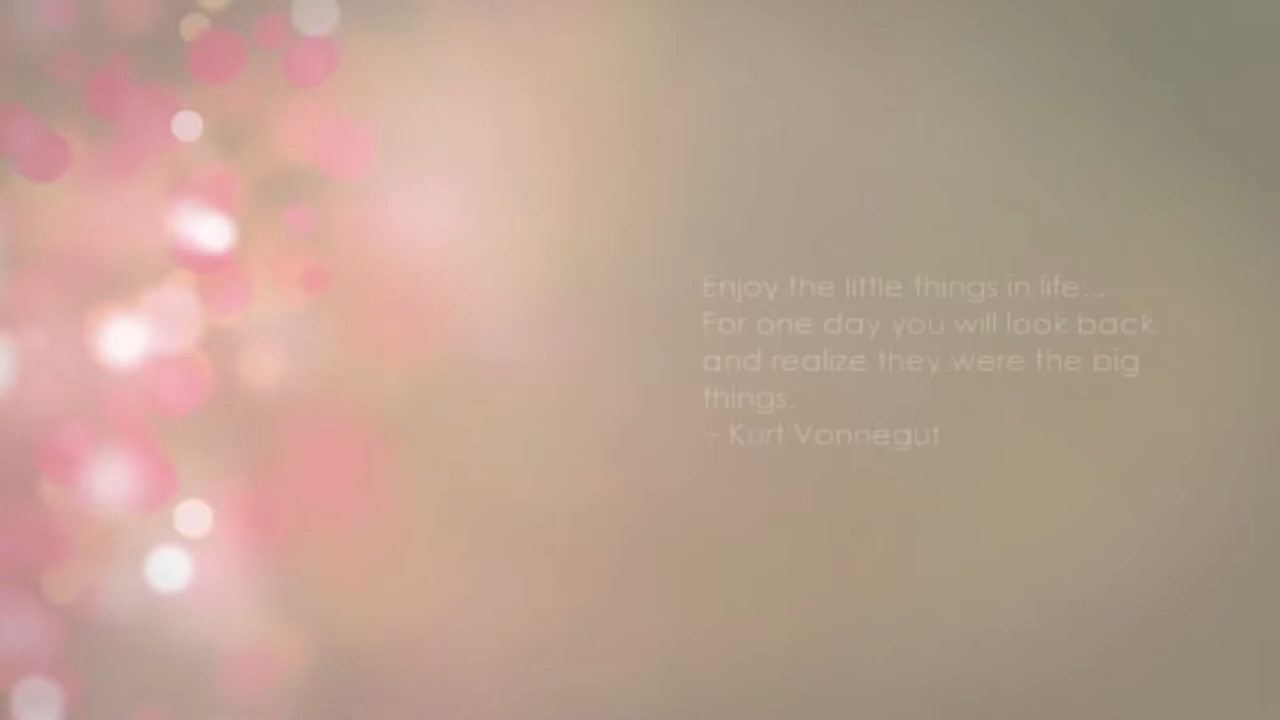 Enjoy the little things in life...
For one day you will look back
and realize they were the big
things.
- Kurt Vonnegut